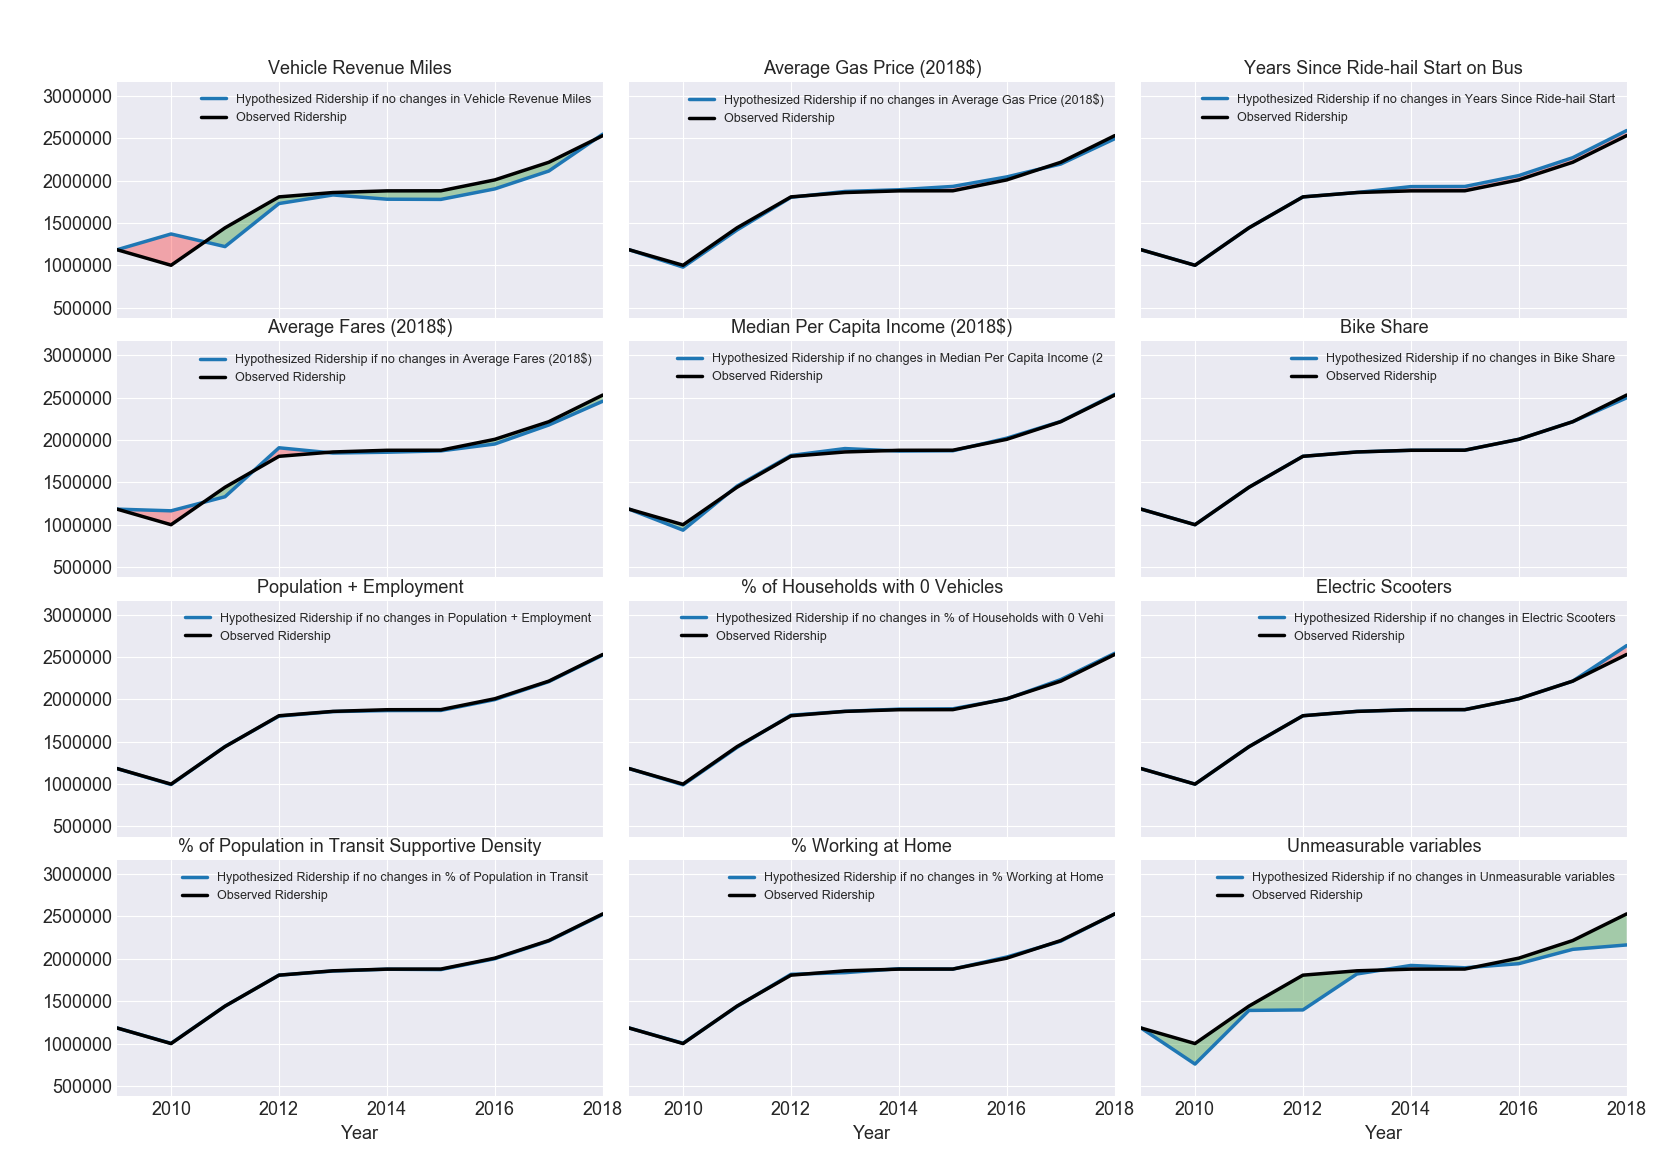 Vehicle Revenue Miles
3000000
2500000
2000000
1500000
1000000
500000
Hypothesized Ridership if no changes in Vehicle Revenue Miles
Observed Ridership
Average Gas Price (2018$)
Hypothesized Ridership if no changes in Average Gas Price (2018$)
Observed Ridership
Years Since Ride-hail Start on Bus
Hypothesized Ridership if no changes in Years Since Ride-hail Start
Observed Ridership
Average Fares (2018$)
3000000
2500000
2000000
1500000
1000000
500000
Hypothesized Ridership if no changes in Average Fares (2018$)
Observed Ridership
Median Per Capita Income (2018$)
Hypothesized Ridership if no changes in Median Per Capita Income (2
Observed Ridership
Bike Share
Hypothesized Ridership if no changes in Bike Share
Observed Ridership
Population + Employment
3000000
2500000
2000000
1500000
1000000
500000
Hypothesized Ridership if no changes in Population + Employment
Observed Ridership
% of Households with 0 Vehicles
Hypothesized Ridership if no changes in % of Households with 0 Vehi
Observed Ridership
Electric Scooters
Hypothesized Ridership if no changes in Electric Scooters
Observed Ridership
% of Population in Transit Supportive Density
3000000
2500000
2000000
1500000
1000000
500000
Hypothesized Ridership if no changes in % of Population in Transit
Observed Ridership
2010 2012 2014 2016 2018
Year
% Working at Home
Hypothesized Ridership if no changes in % Working at Home
Observed Ridership
2010 2012 2014 2016 2018
Year
Unmeasurable variables
Hypothesized Ridership if no changes in Unmeasurable variables
Observed Ridership
2010 2012 2014 2016 2018
Year